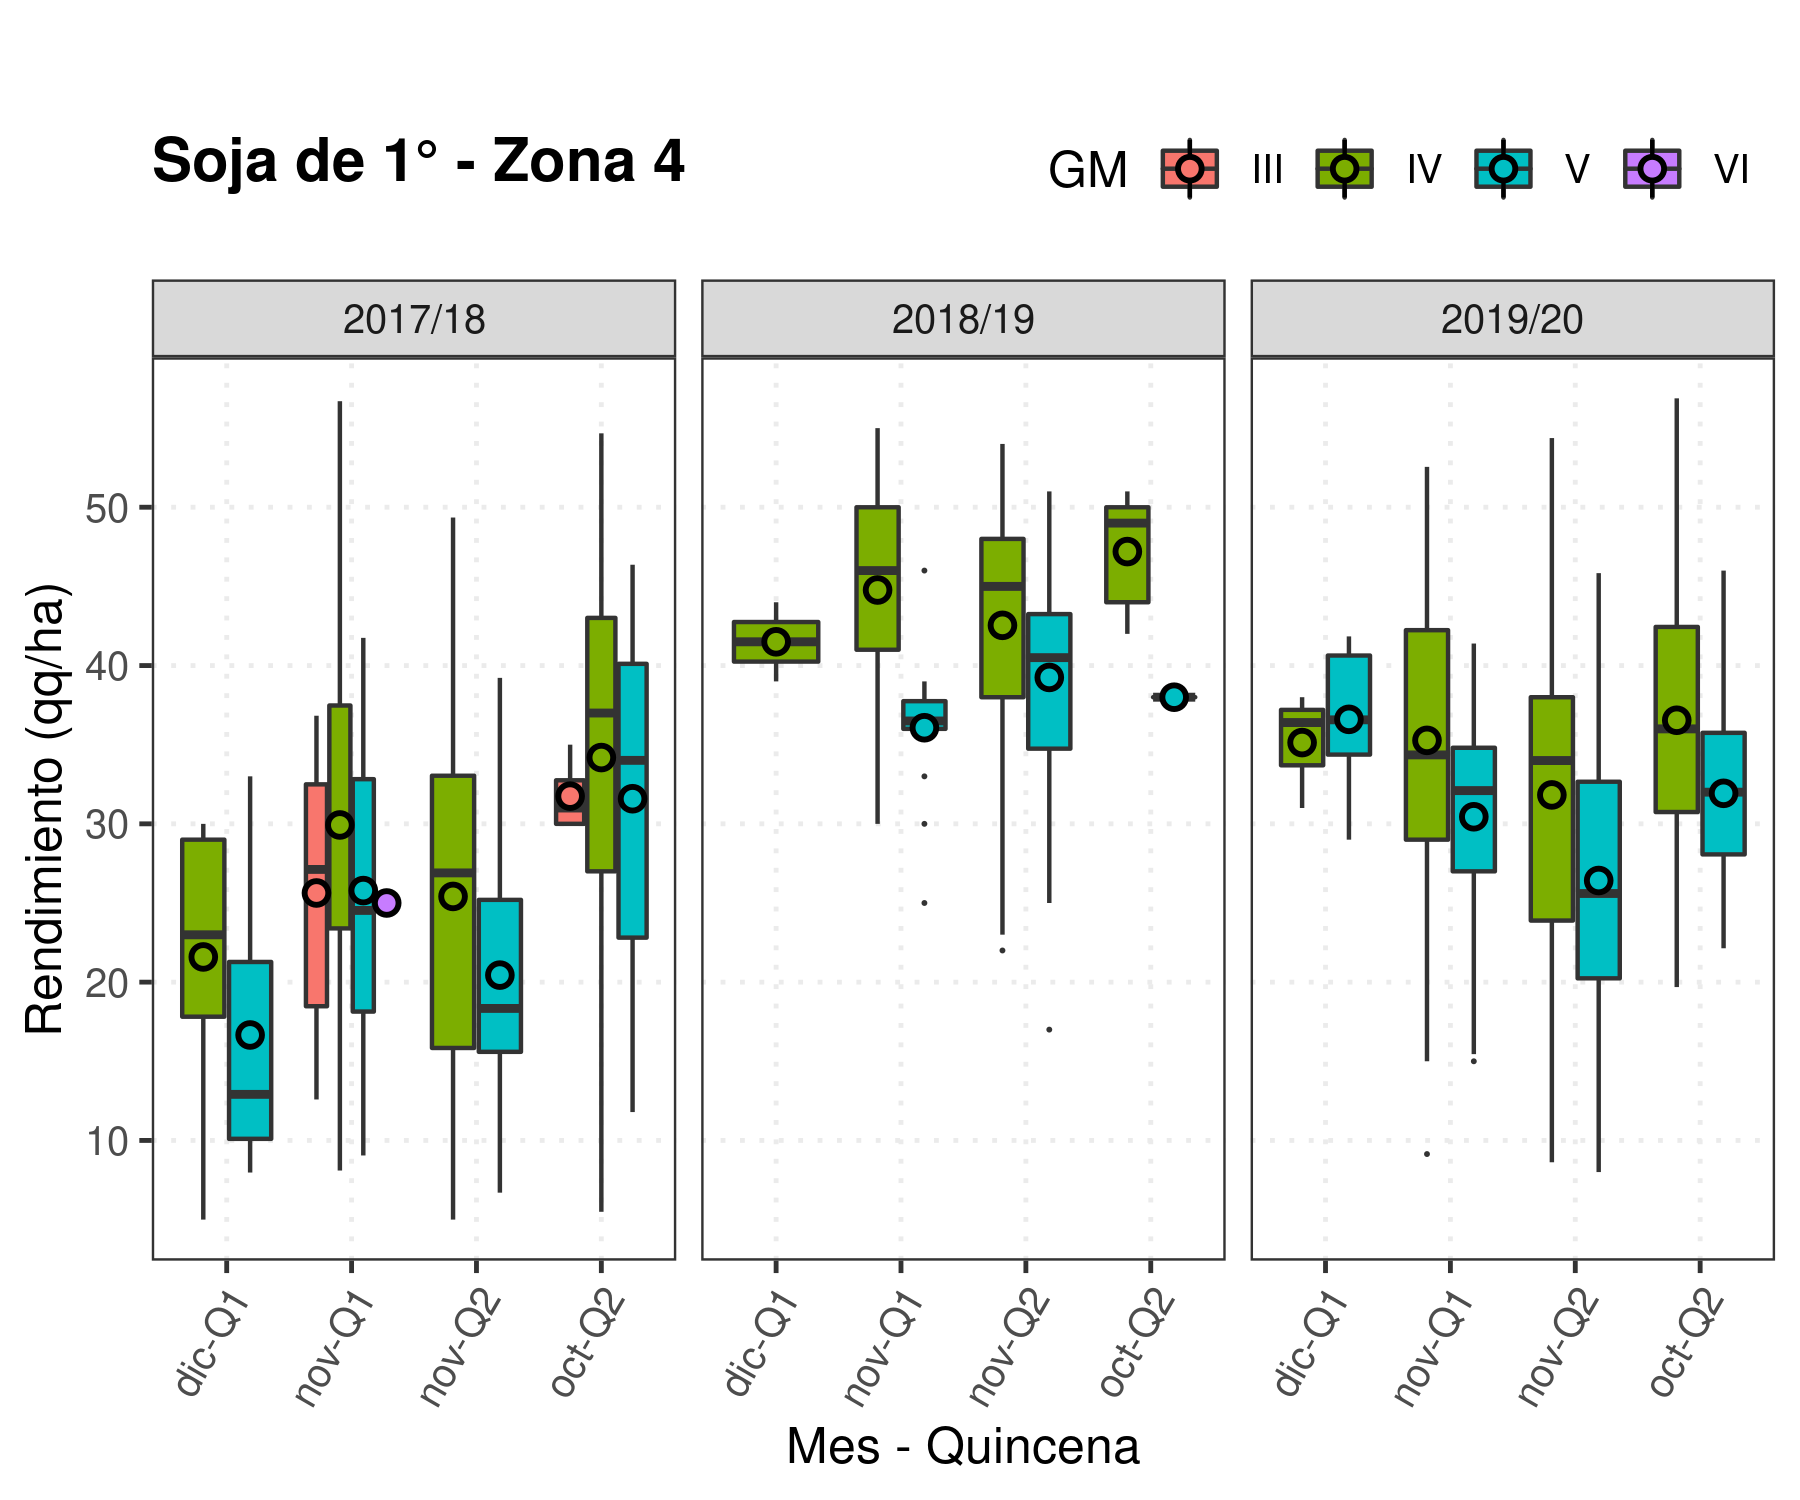 Soja de 1° - Zona 4
GM III IV V VI
2017/18 2018/19 2019/20
Rendimiento (qq/ha)
50
40
30
20
10
dic-Q1 nov-Q1 nov-Q2 oct-Q2 dic-Q1 nov-Q1 nov-Q2 oct-Q2 dic-Q1 nov-Q1 nov-Q2 oct-Q2
Mes - Quincena